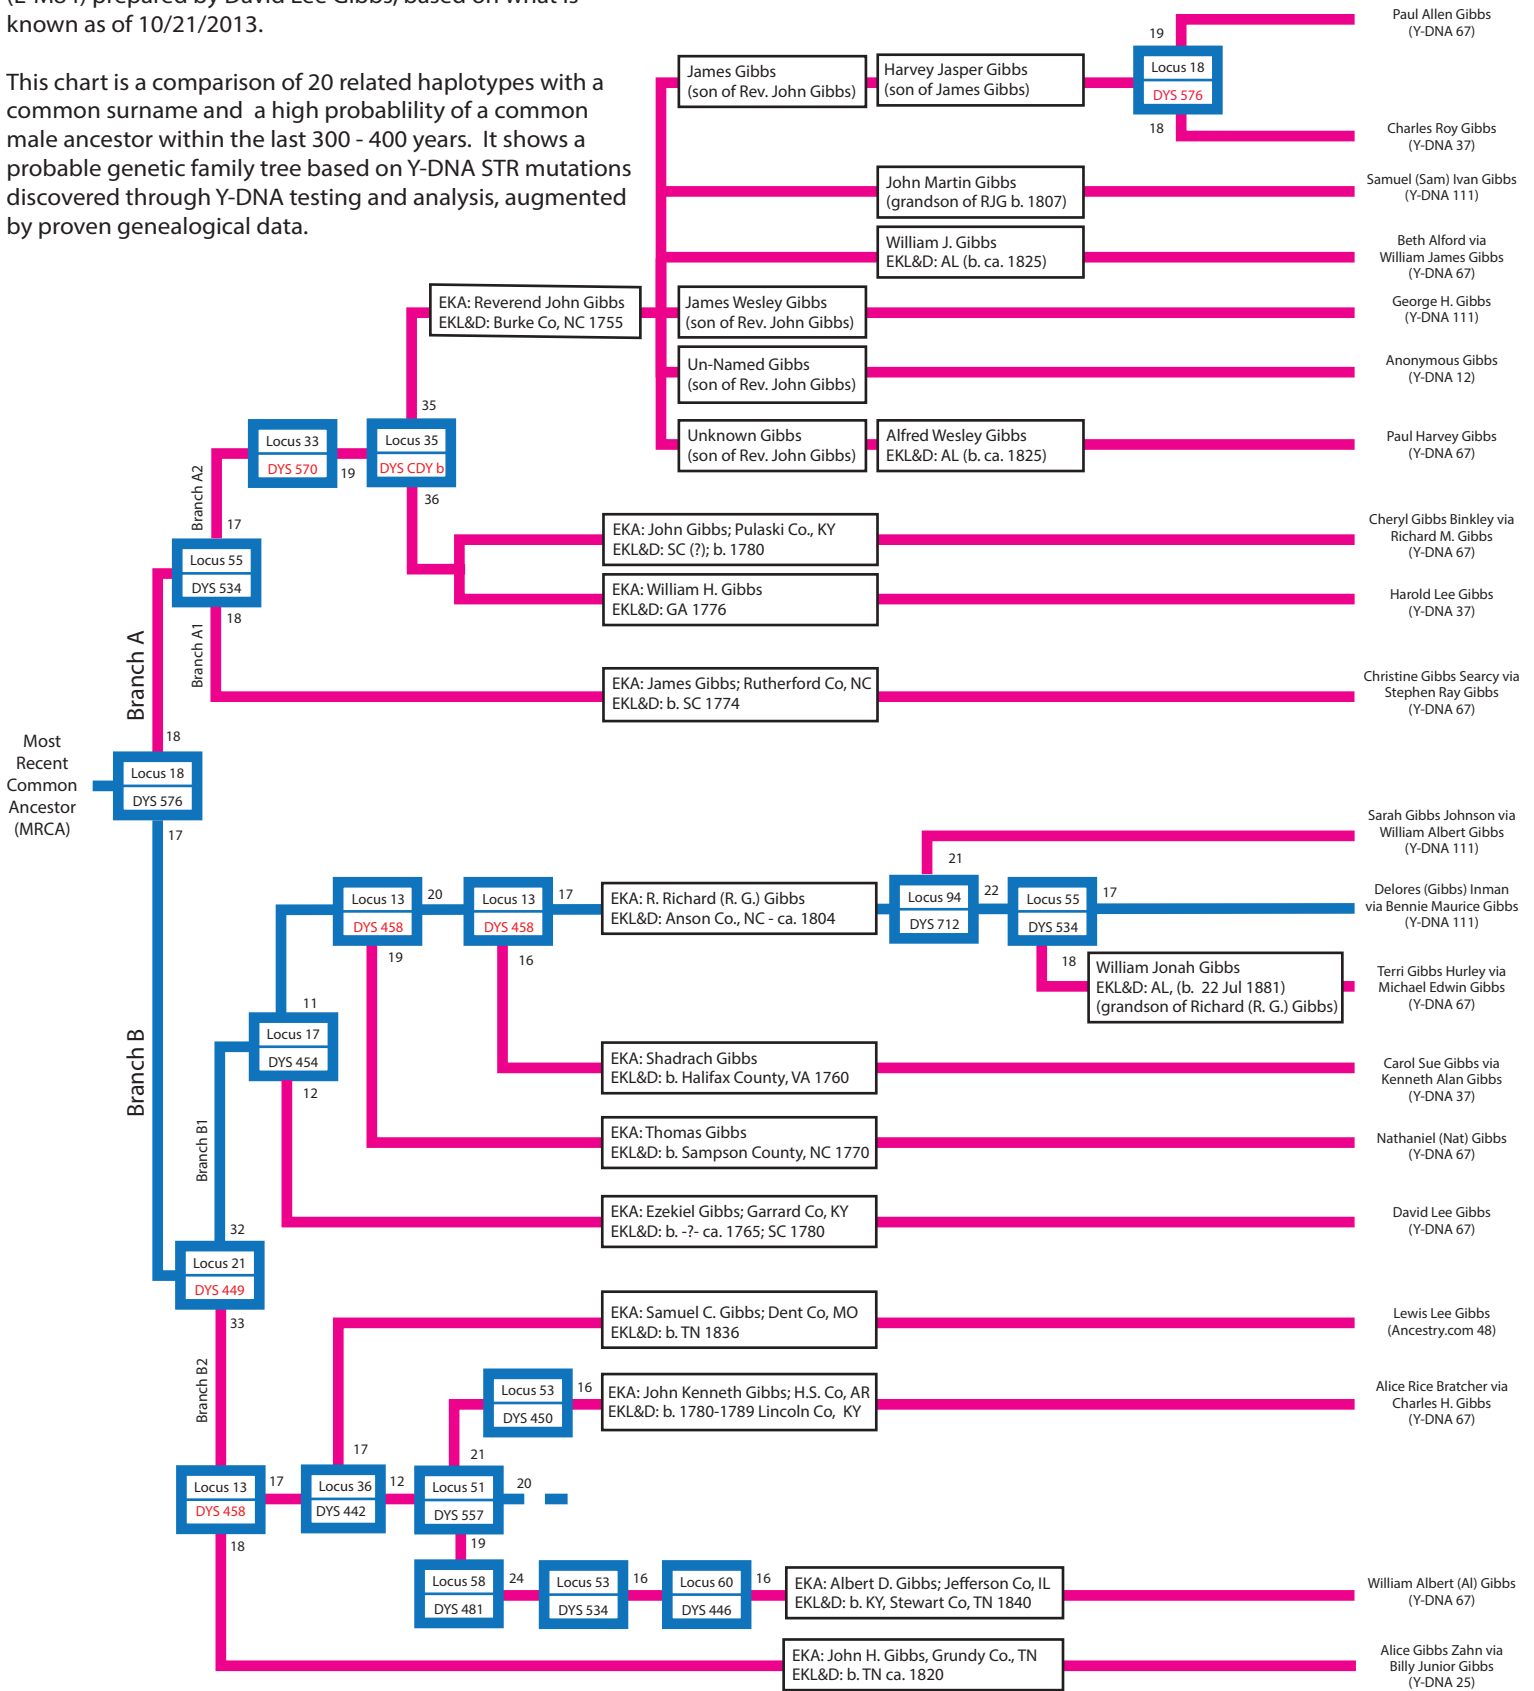 (E-M84) prepared by David Lee Gibbs, based on what is
known as of 10/21/2013.
This chart is a comparison of 20 related haplotypes with a
common surname and a high probablility of a common
male ancestor within the last 300 - 400 years. It shows a
probable genetic family tree based on Y-DNA STR mutations
discovered through Y-DNA testing and analysis, augmented
by proven genealogical data.
Paul Allen Gibbs
(Y-DNA 67)
19
Locus 18
DYS 576
18
James Gibbs
(son of Rev. John Gibbs)
Harvey Jasper Gibbs
(son of James Gibbs)
Charles Roy Gibbs
(Y-DNA 37)
John Martin Gibbs
(grandson of RJG b. 1807)
Samuel (Sam) Ivan Gibbs
(Y-DNA 111)
William J. Gibbs
EKL&D: AL (b. ca. 1825)
Beth Alford via
William James Gibbs
(Y-DNA 67)
EKA: Reverend John Gibbs
EKL&D: Burke Co, NC 1755
James Wesley Gibbs
(son of Rev. John Gibbs)
George H. Gibbs
(Y-DNA 111)
Un-Named Gibbs
(son of Rev. John Gibbs)
Anonymous Gibbs
(Y-DNA 12)
Unknown Gibbs
(son of Rev. John Gibbs)
Alfred Wesley Gibbs
EKL&D: AL (b. ca. 1825)
Paul Harvey Gibbs
(Y-DNA 67)
35
Locus 33
DYS 570
19
Locus 35
DYS CDY b
36
Branch A2
17
Locus 55
DYS 534
18
Branch A1
EKA: John Gibbs; Pulaski Co., KY
EKL&D: SC (?); b. 1780
Cheryl Gibbs Binkley via
Richard M. Gibbs
(Y-DNA 67)
EKA: William H. Gibbs
EKL&D: GA 1776
Harold Lee Gibbs
(Y-DNA 37)
Branch A
EKA: James Gibbs; Rutherford Co, NC
EKL&D: b. SC 1774
Christine Gibbs Searcy via
Stephen Ray Gibbs
(Y-DNA 67)
18
Most
Recent
Common
Ancestor
(MRCA)
Locus 18
DYS 576
17
Sarah Gibbs Johnson via
William Albert Gibbs
(Y-DNA 111)
21
Locus 13
DYS 458
20
19
Locus 13
DYS 458
17
16
EKA: R. Richard (R. G.) Gibbs
EKL&D: Anson Co., NC - ca. 1804
Locus 94
DYS 712
22
Locus 55
DYS 534
17
18
Delores (Gibbs) Inman
via Bennie Maurice Gibbs
(Y-DNA 111)
William Jonah Gibbs
EKL&D: AL, (b. 22 Jul 1881)
(grandson of Richard (R. G.) Gibbs)
Terri Gibbs Hurley via
Michael Edwin Gibbs
(Y-DNA 67)
11
Locus 17
DYS 454
12
Branch B
EKA: Shadrach Gibbs
EKL&D: b. Halifax County, VA 1760
Carol Sue Gibbs via
Kenneth Alan Gibbs
(Y-DNA 37)
Branch B1
EKA: Thomas Gibbs
EKL&D: b. Sampson County, NC 1770
Nathaniel (Nat) Gibbs
(Y-DNA 67)
EKA: Ezekiel Gibbs; Garrard Co, KY
EKL&D: b. -?- ca. 1765; SC 1780
David Lee Gibbs
(Y-DNA 67)
32
Locus 21
DYS 449
33
EKA: Samuel C. Gibbs; Dent Co, MO
EKL&D: b. TN 1836
Lewis Lee Gibbs
(Ancestry.com 48)
Branch B2
Locus 53
DYS 450
16
EKA: John Kenneth Gibbs; H.S. Co, AR
EKL&D: b. 1780-1789 Lincoln Co, KY
Alice Rice Bratcher via
Charles H. Gibbs
(Y-DNA 67)
Locus 13
DYS 458
17
18
17
Locus 36
DYS 442
12
21
Locus 51
DYS 557
20
19
Locus 58
DYS 481
24
Locus 53
DYS 534
16
Locus 60
DYS 446
16
EKA: Albert D. Gibbs; Jefferson Co, IL
EKL&D: b. KY, Stewart Co, TN 1840
William Albert (Al) Gibbs
(Y-DNA 67)
EKA: John H. Gibbs, Grundy Co., TN
EKL&D: b. TN ca. 1820
Alice Gibbs Zahn via
Billy Junior Gibbs
(Y-DNA 25)